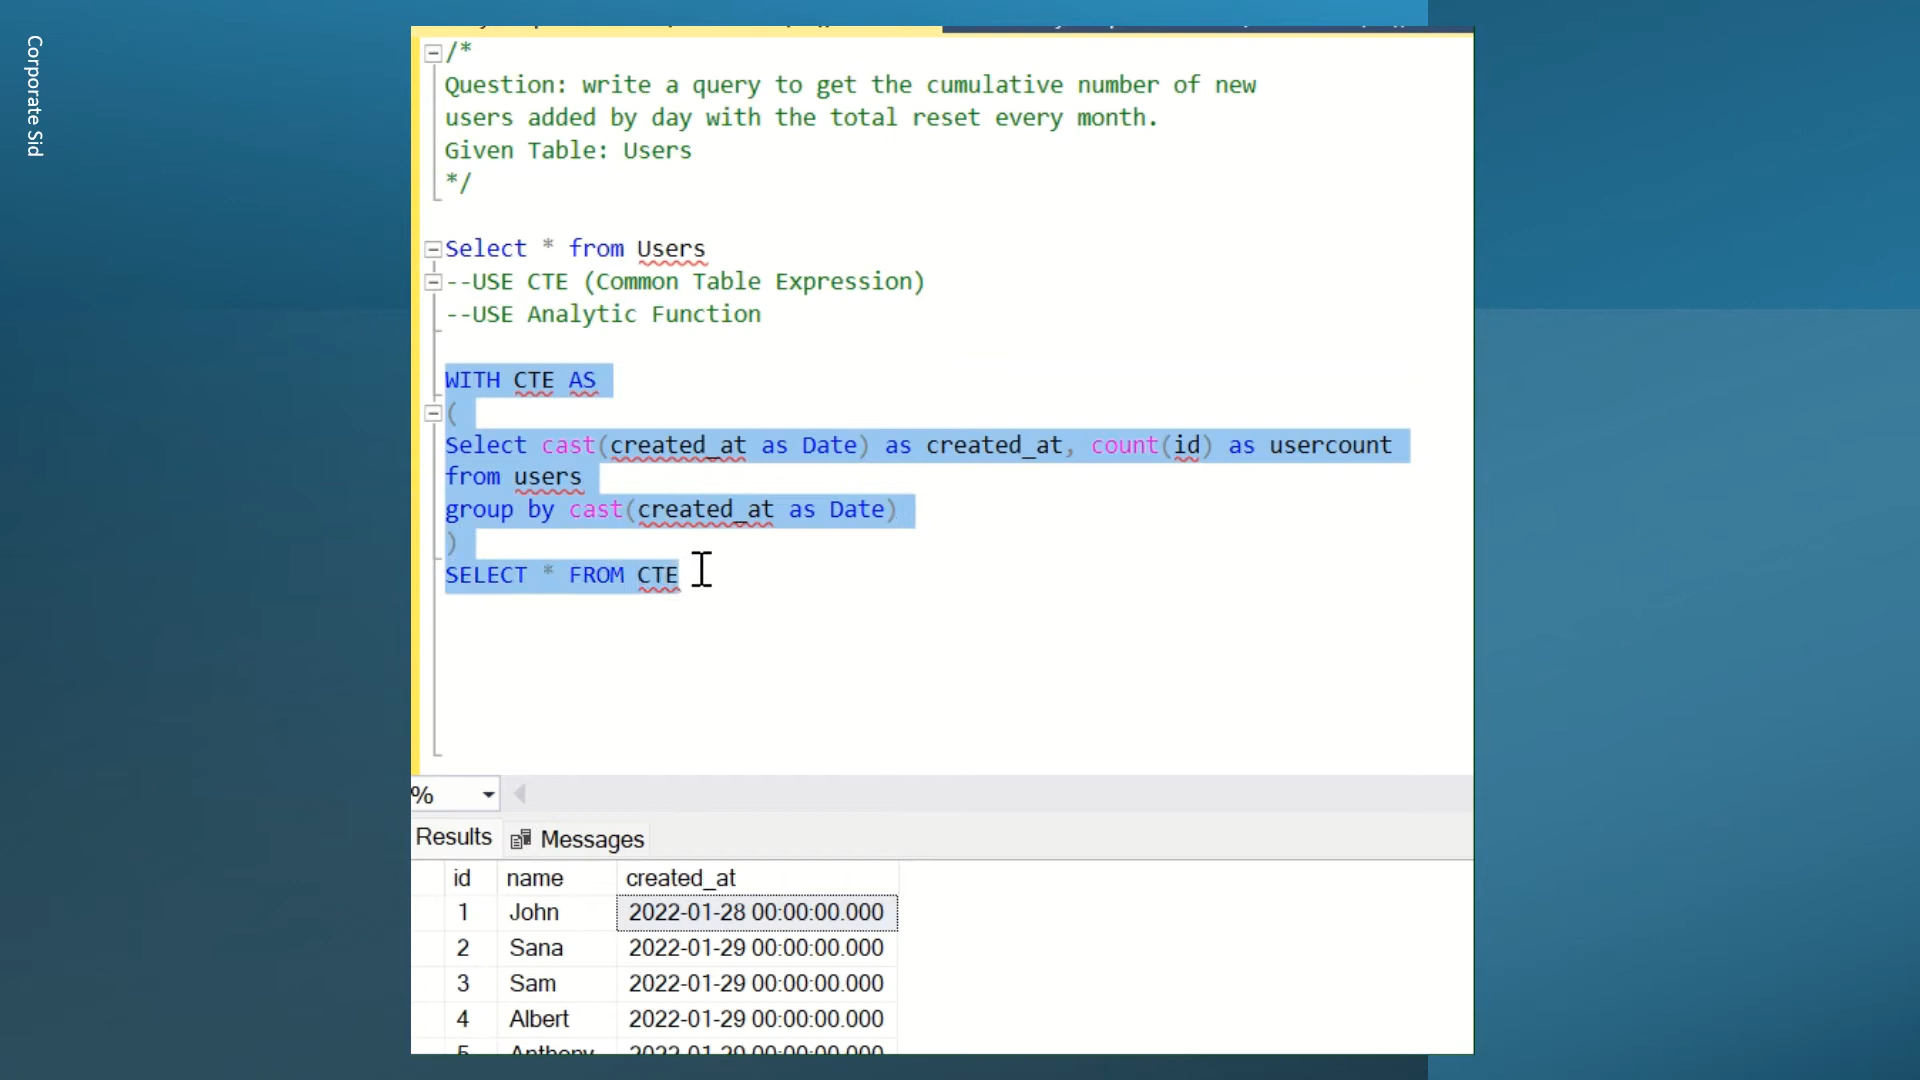 Corporate Sid
/*
Question: write a query to get the cumulative number of new
users added by day with the total reset every month.
Given Table: Users
*/
Select * from Users
--USE CTE (Common Table Expression)
--USE Analytic Function
WITH CTE AS
(
Select cast(created_at as Date) as created_at, count(id) as usercount
from users
group by cast(created_at as Date)
)
SELECT * FROM CTE
%
Results Messages
id name created_at
1 John 2022-01-28 00:00:00.000
2 Sana 2022-01-29 00:00:00.000
3 Sam 2022-01-29 00:00:00.000
4 Albert 2022-01-29 00:00:00.000
5 Anthony